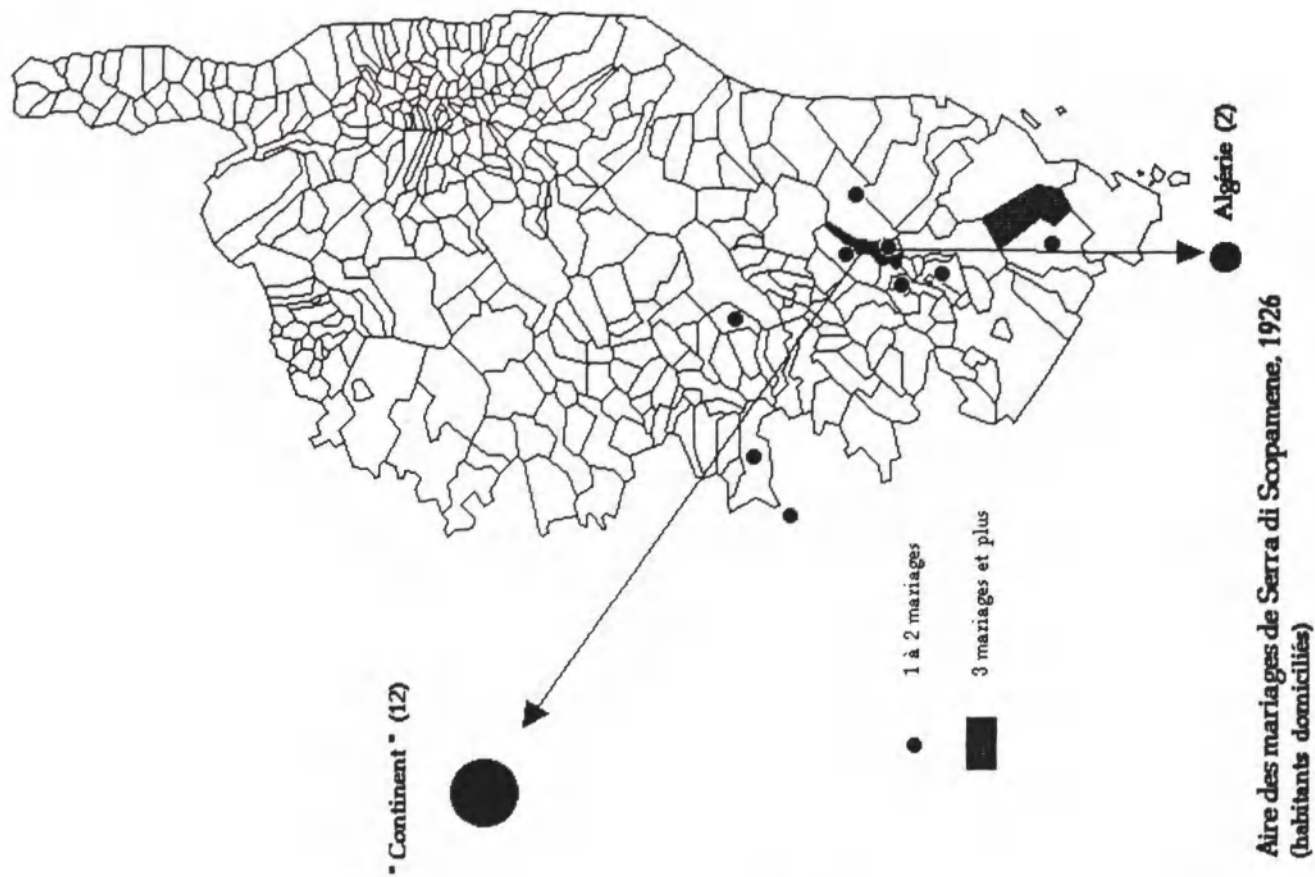 " Continent " (12)
1 à 2 mariages
3 mariages et plus
Algérie (2)
Aire des mariages de Serra di Scopamene, 1926
(habitants domiciliés)